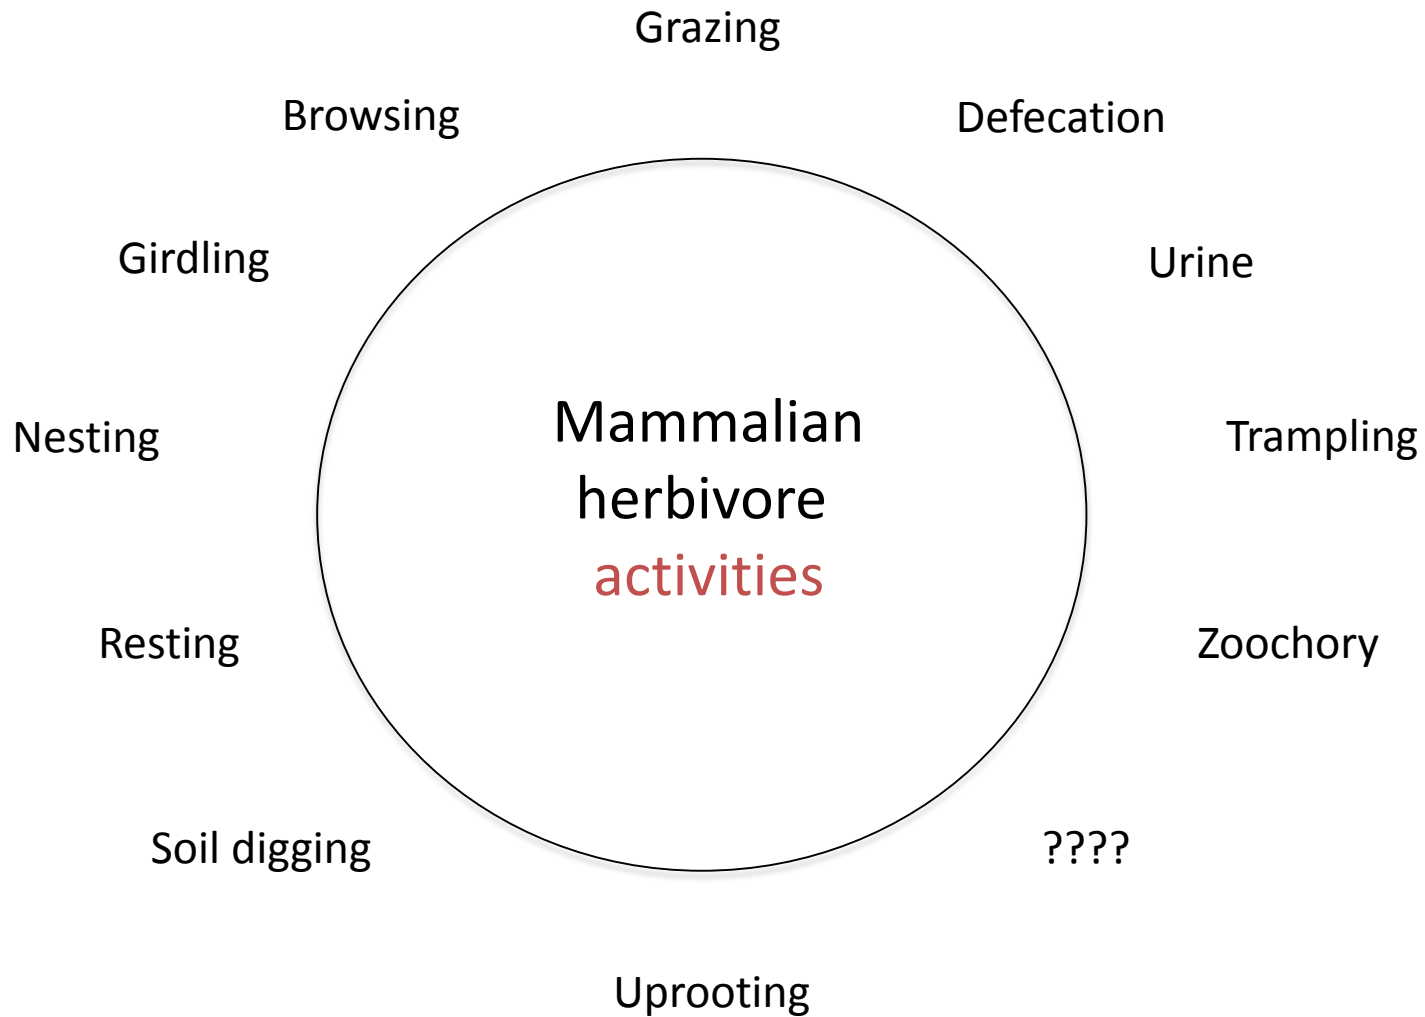 Grazing
Browsing
Defecation
Girdling
Urine
Nesting
Mammalian
herbivore
activities
Trampling
Resting
Zoochory
Soil digging
????
Uprooting